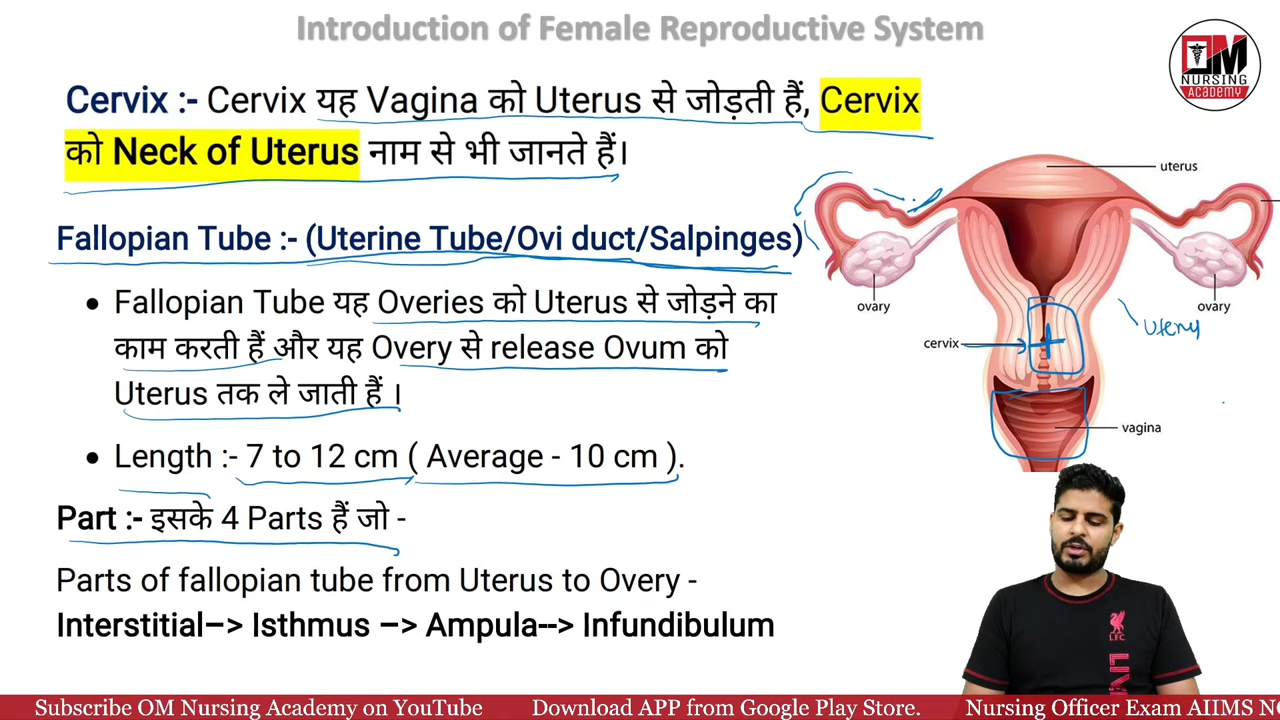 Introduction of Female Reproductive System
OM
NURSING
ACADEMY
Cervix :- Cervix यह Vagina को Uterus से जोड़ती हैं, Cervix
को Neck of Uterus नाम से भी जानते हैं।
uterus
Fallopian Tube :- (Uterine Tube/Ovi duct/Salpinges)
ovary
ovary
Fallopian Tube यह Overies को Uterus से जोड़ने का
काम करती हैं और यह Overy से release Ovum को
Uterus तक ले जाती हैं ।
cervix
vagina
Length :- 7 to 12 cm ( Average - 10 cm ).
Part :- इसके 4 Parts हैं जो -
Parts of fallopian tube from Uterus to Overy -
Interstitial–> Isthmus –> Ampula--> Infundibulum
L.F.C.
Subscribe OM Nursing Academy on YouTube
Download APP from Google Play Store.
Nursing Officer Exam AIIMS NO